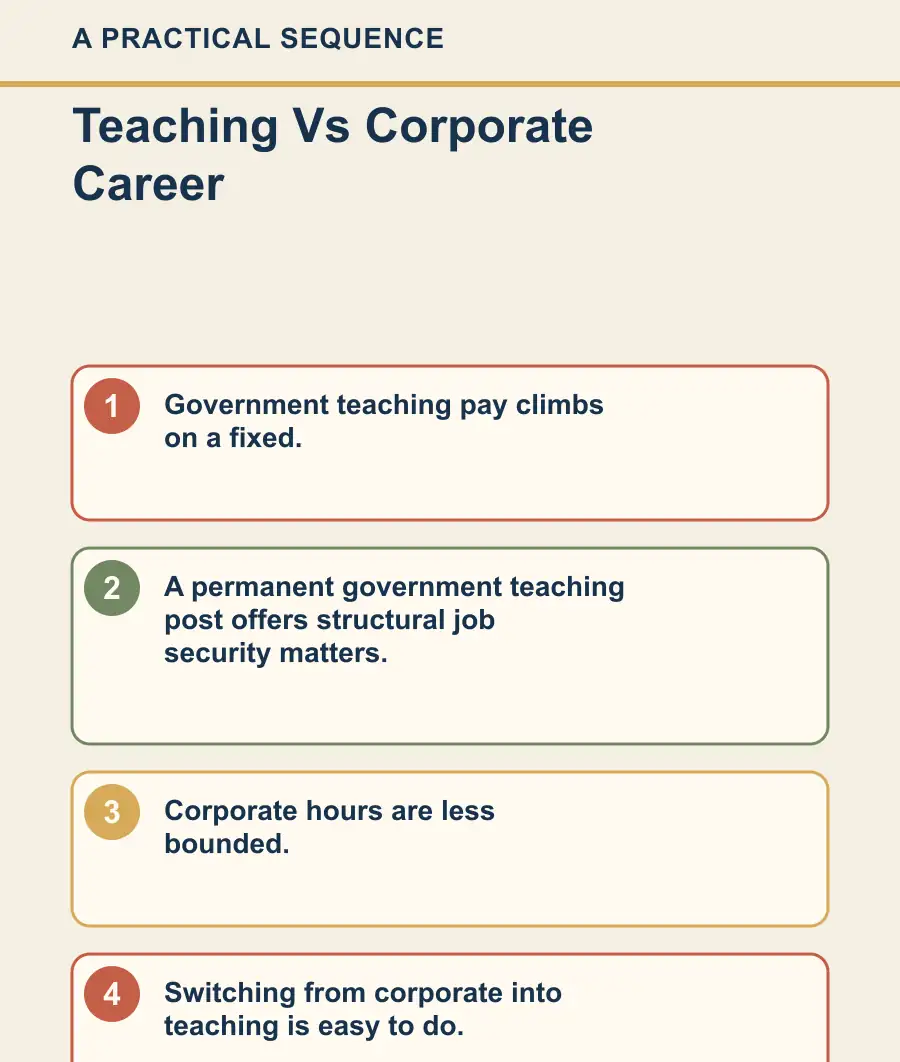 A PRACTICAL SEQUENCE
Teaching Vs Corporate
Career
1
Government teaching pay climbs
on a fixed.
2
A permanent government teaching
post offers structural job
security matters.
3
Corporate hours are less
bounded.
4
Switching from corporate into
teaching is easy to do.